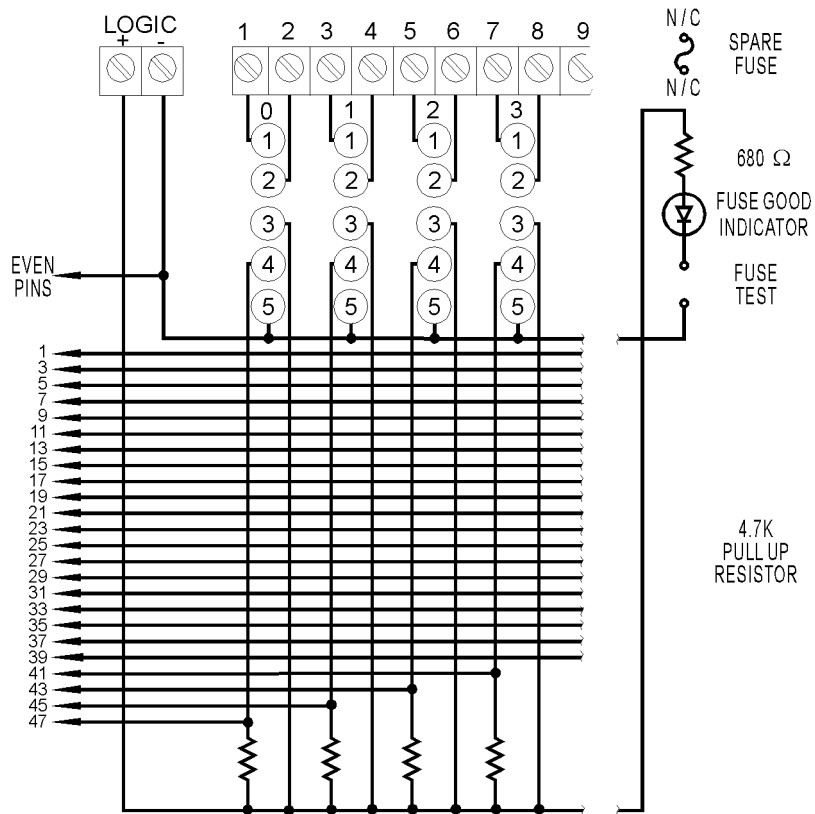 LOGIC
+ -
1 2 3 4 5 6 7 8 9
N/C
SPARE
FUSE
N/C
0 1 2 3
1 1 1 1
2 2 2 2
3 3 3 3
4 4 4 4
5 5 5 5
680 Ω
FUSE GOOD
INDICATOR
FUSE
TEST
EVEN
PINS
1
3
5
7
9
11
13
15
17
19
21
23
25
27
29
31
33
35
37
39
41
43
45
47
4.7K
PULL UP
RESISTOR